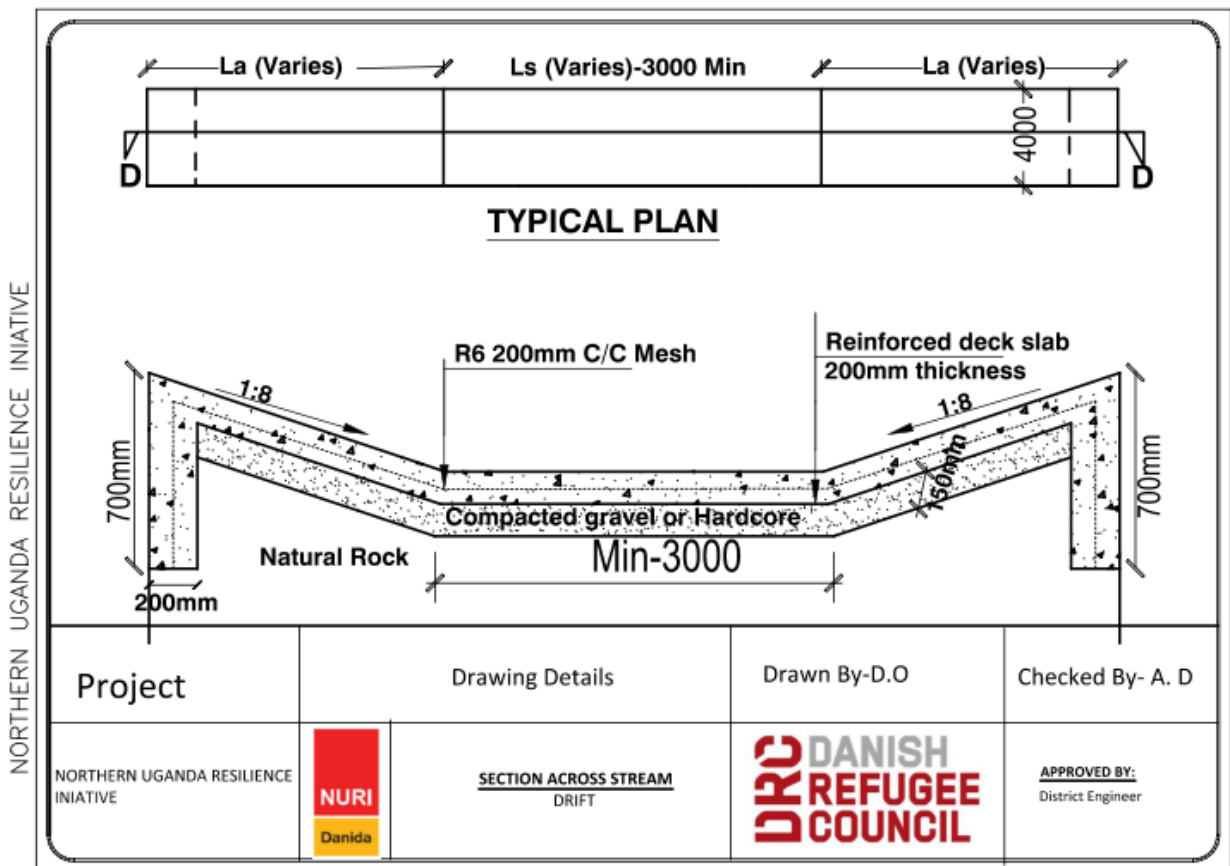 NORTHERN UGANDA RESILIENCE INIATIVE
La (Varies)
Ls (Varies)-3000 Min
La (Varies)
4000
D
D
TYPICAL PLAN
R6 200mm C/C Mesh
Reinforced deck slab
200mm thickness
1:8
1:8
700mm
150mm
700mm
Compacted gravel or Hardcore
Natural Rock
Min-3000
200mm
Project
Drawing Details
Drawn By-D.O
Checked By- A. D
NORTHERN UGANDA RESILIENCE
INIATIVE
NURI
Danida
SECTION ACROSS STREAM
DRIFT
DRC DANISH
REFUGEE
COUNCIL
APPROVED BY:
District Engineer